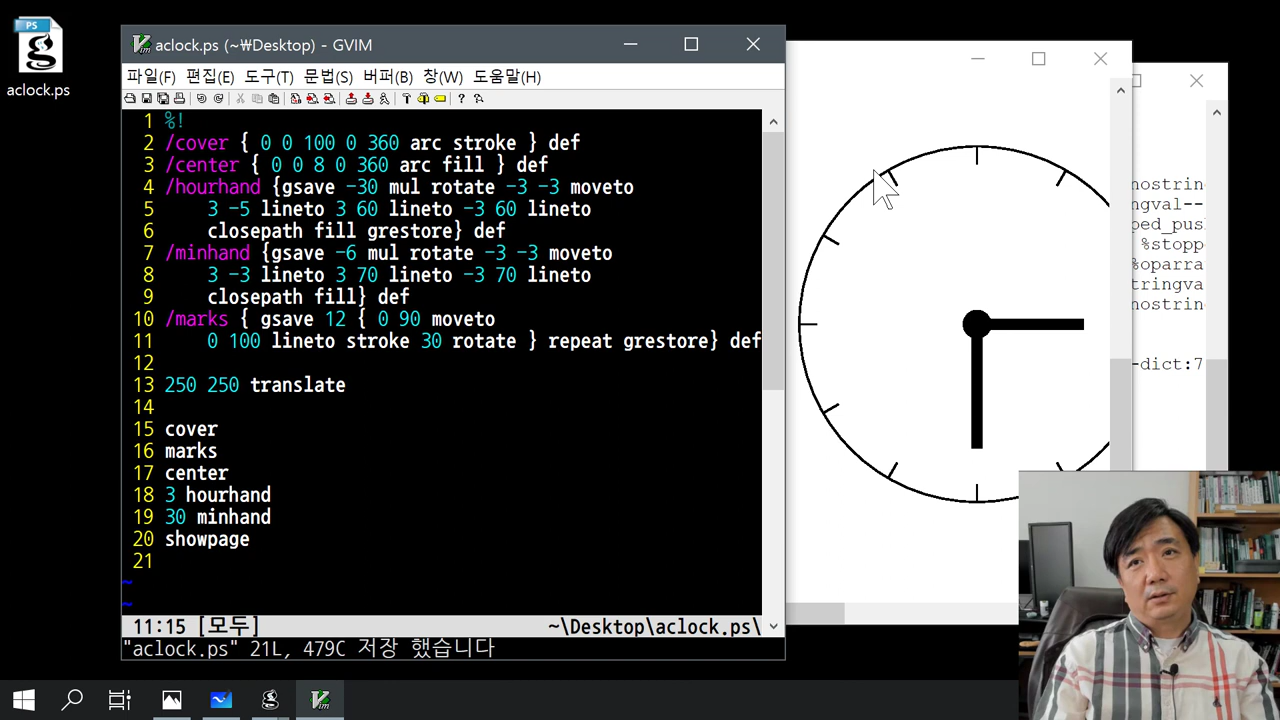 PS
aclock.ps
aclock.ps (~₩Desktop) - GVIM
파일(F) 편집(E) 도구(T) 문법(S) 버퍼(B) 창(W) 도움말(H)
1 %!
2 /cover { 0 0 100 0 360 arc stroke } def
3 /center { 0 0 8 0 360 arc fill } def
4 /hourhand {gsave -30 mul rotate -3 -3 moveto
5 3 -5 lineto 3 60 lineto -3 60 lineto
6 closepath fill grestore} def
7 /minhand {gsave -6 mul rotate -3 -3 moveto
8 3 -3 lineto 3 70 lineto -3 70 lineto
9 closepath fill} def
10 /marks { gsave 12 { 0 90 moveto
11 0 100 lineto stroke 30 rotate } repeat grestore} def
12
13 250 250 translate
14
15 cover
16 marks
17 center
18 3 hourhand
19 30 minhand
20 showpage
21
~
~
11:15 [모두] ~\Desktop\aclock.ps\
"aclock.ps" 21L, 479C 저장 했습니다
nostrin
ngval--
ped_pus
%stopp
%oparra
tringva
nostrin
-dict:7